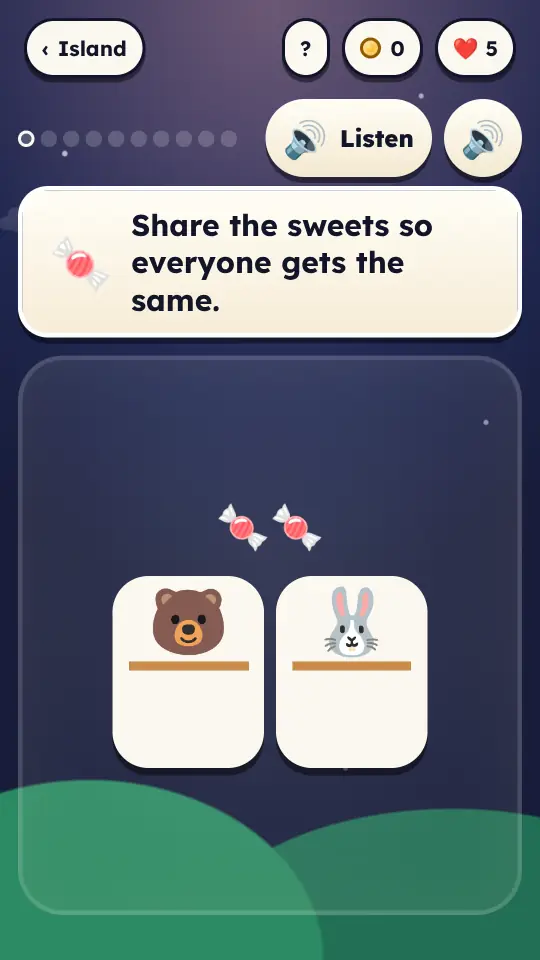 ‹ Island
?
0
5
Listen
Share the sweets so
everyone gets the
same.